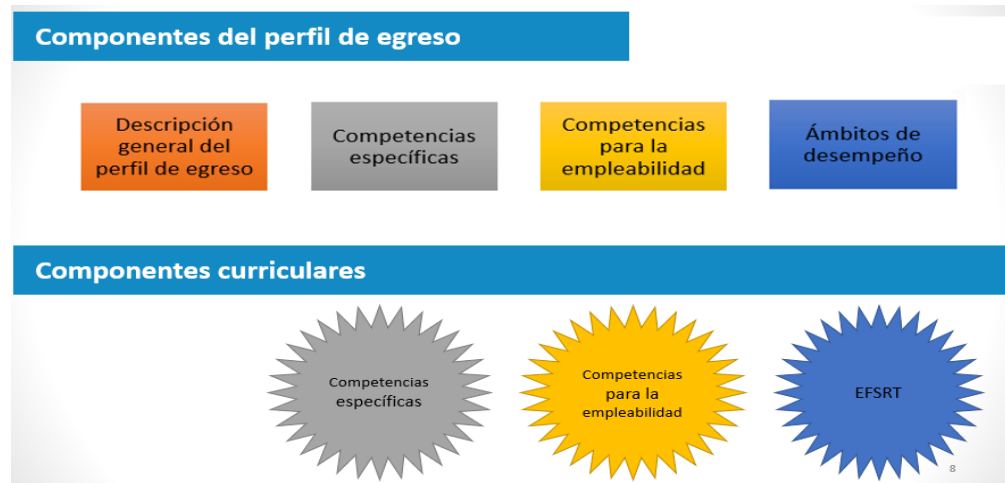 Componentes del perfil de egreso
Descripción
general del
perfil de egreso
Competencias
específicas
Competencias
para la
empleabilidad
Ámbitos de
desempeño
Componentes curriculares
Competencias
específicas
Competencias
para la
empleabilidad
EFSRT
8